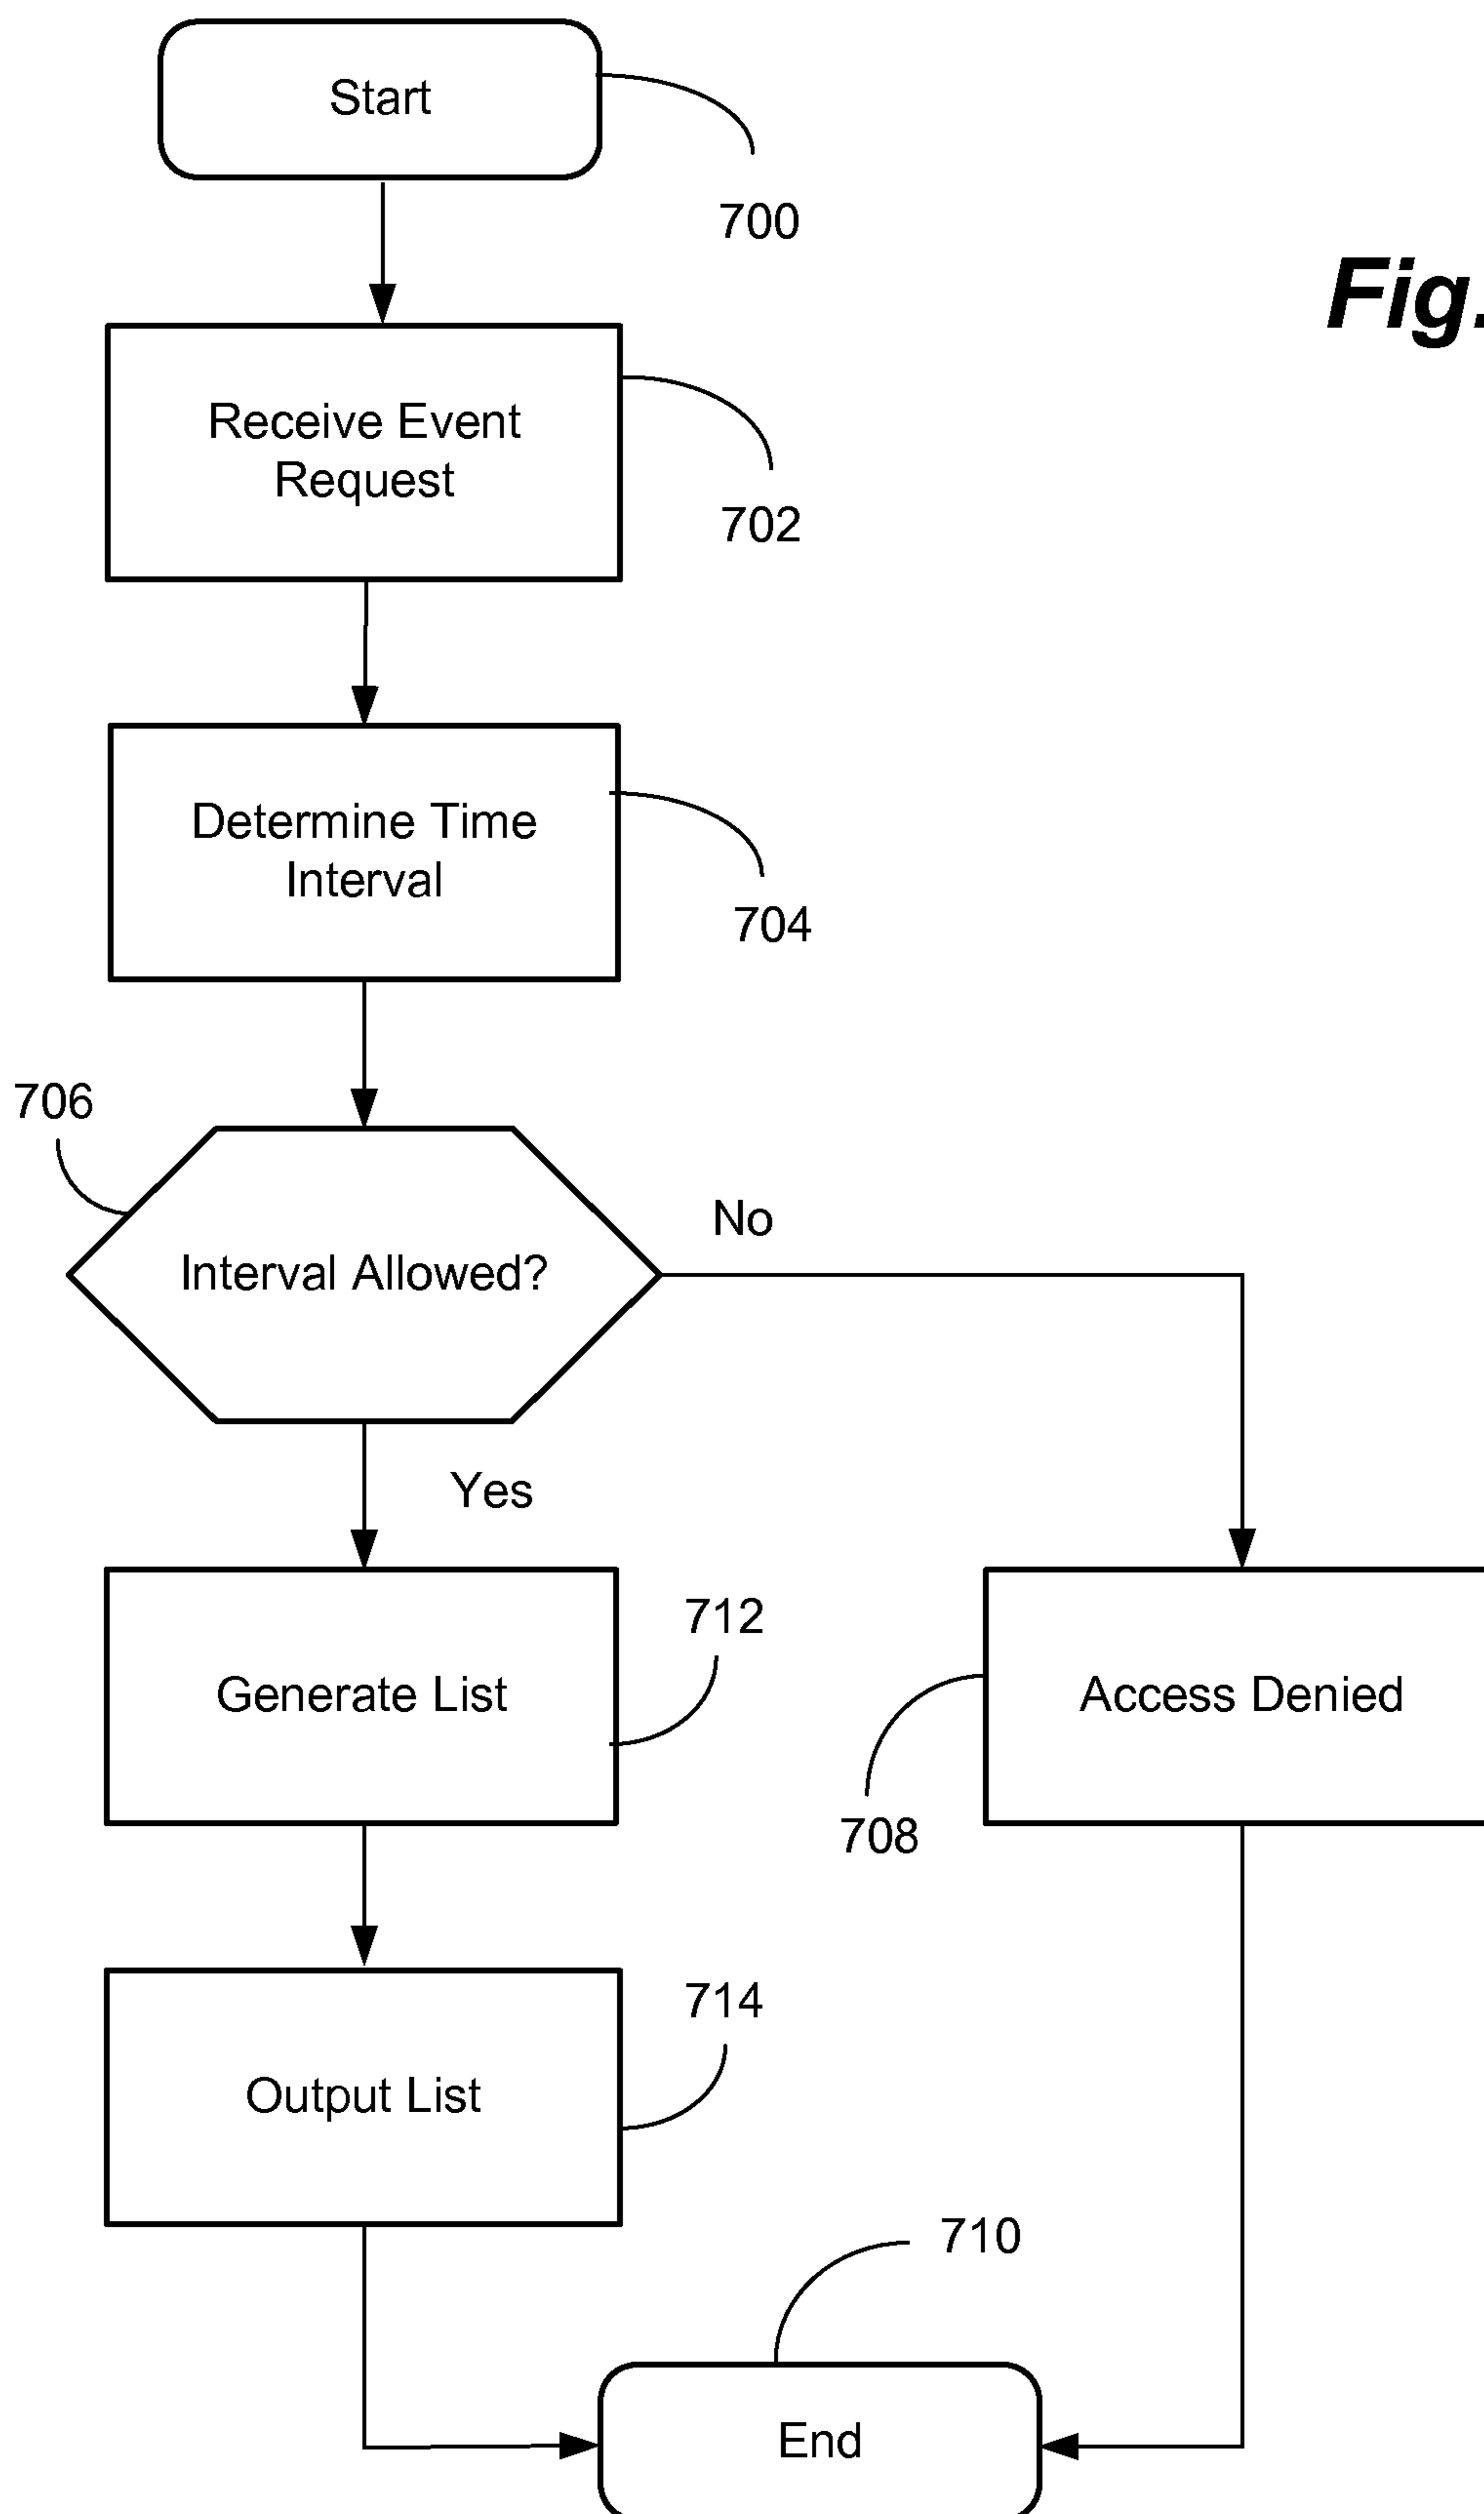 Start
700
Fig.
Receive Event
Request
702
Determine Time
Interval
704
706
Interval Allowed?
No
Yes
712
Generate List
Access Denied
708
714
Output List
710
End